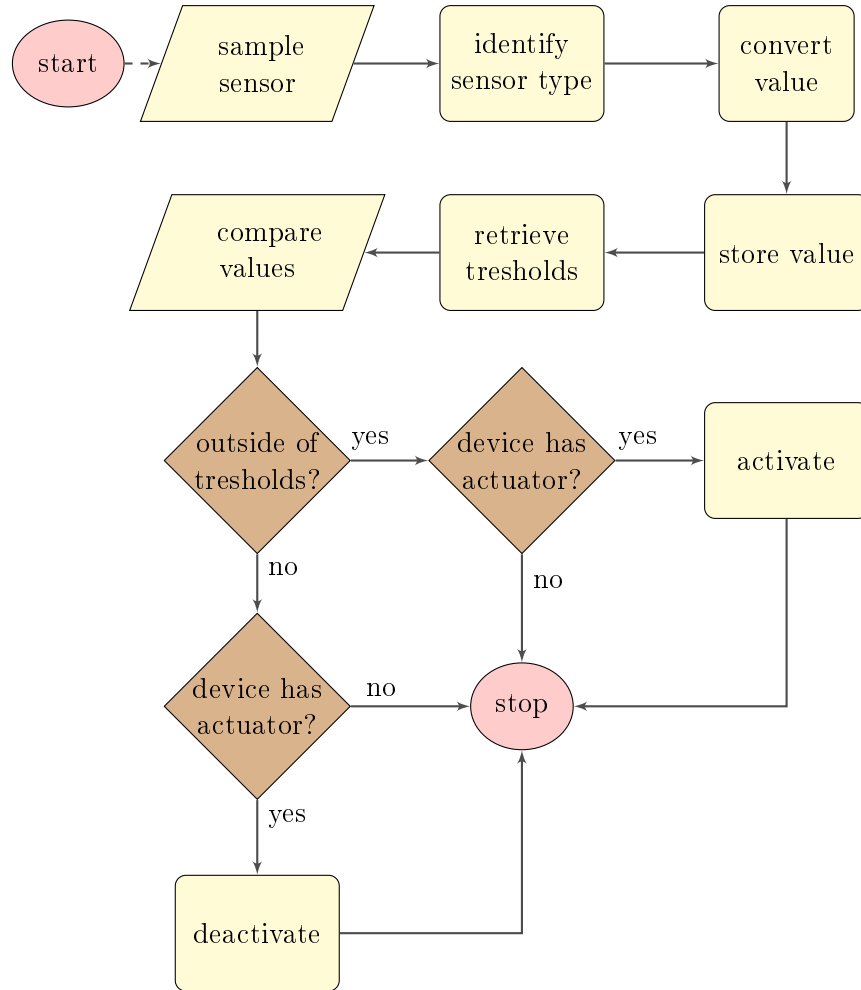 start
sample
sensor
identify
sensor type
convert
value
compare
values
retrieve
tresholds
store value
outside of
tresholds?
yes
device has
actuator?
yes
activate
no
no
device has
actuator?
no
stop
yes
deactivate